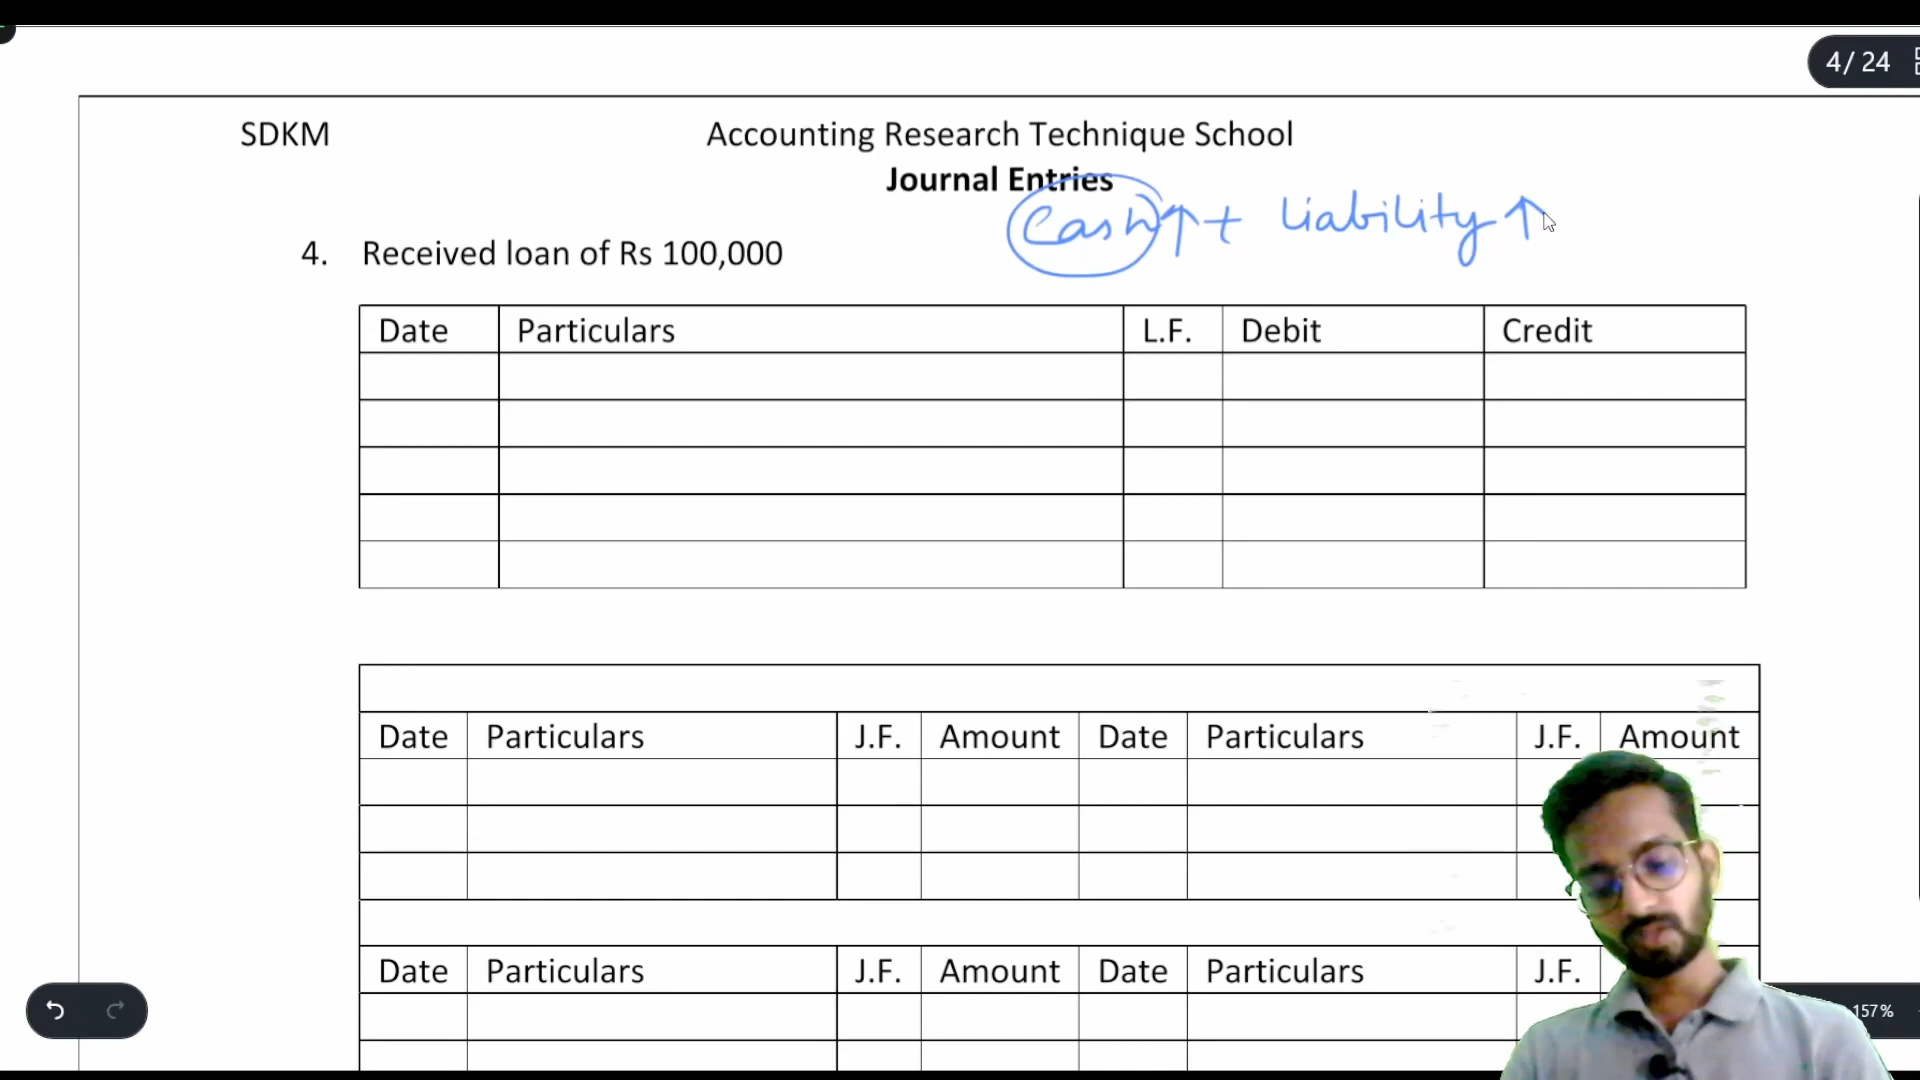 4/ 24
SDKM Accounting Research Technique School
Journal Entries
Cash ↑ + Liability ↑
4. Received loan of Rs 100,000
Date Particulars L.F. Debit Credit
Date Particulars J.F. Amount Date Particulars J.F. Amount
Date Particulars J.F. Amount Date Particulars J.F.
157%